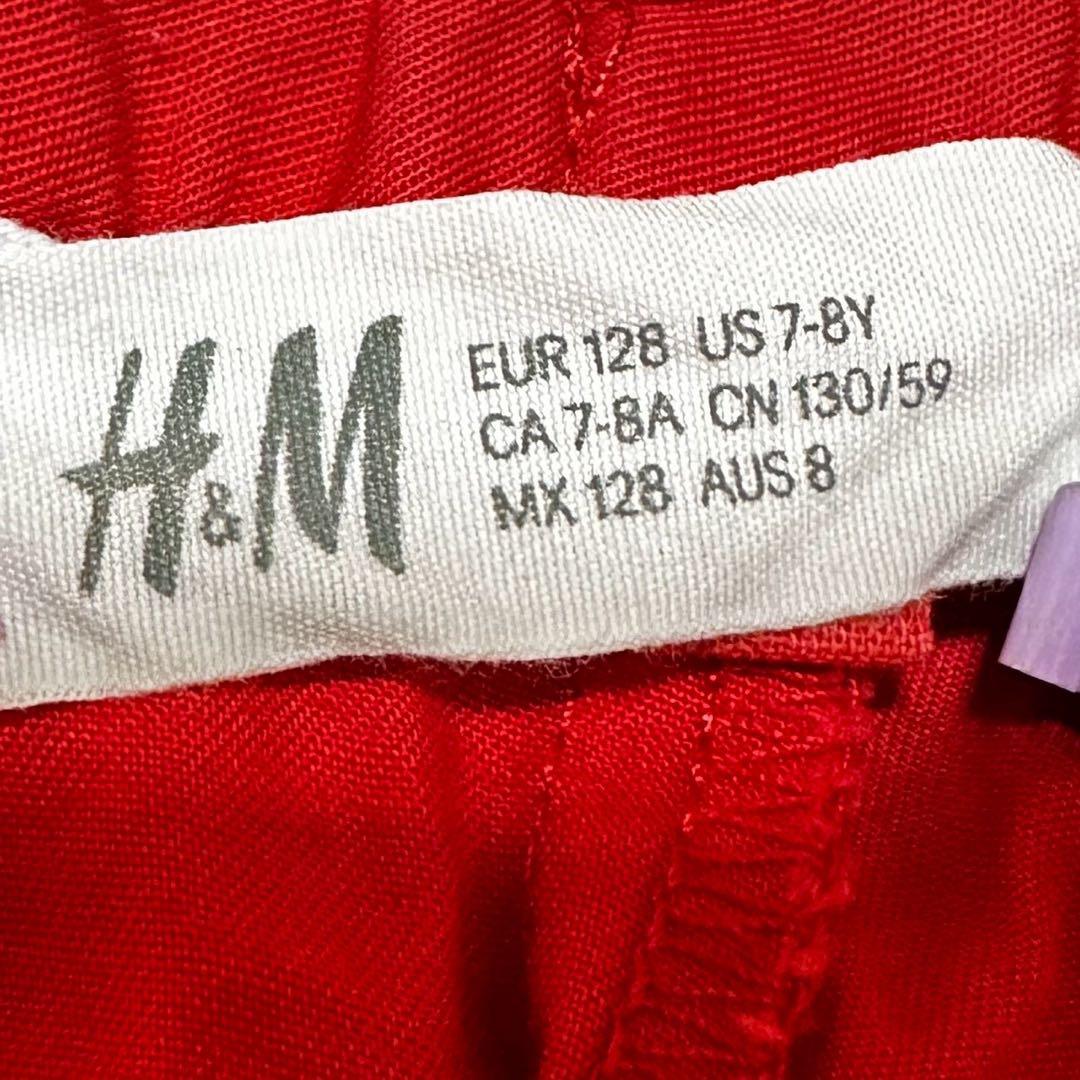 H&M
EUR 128 US 7-8Y
CA 7-8A CN 130/59
MX 128 AUS 8